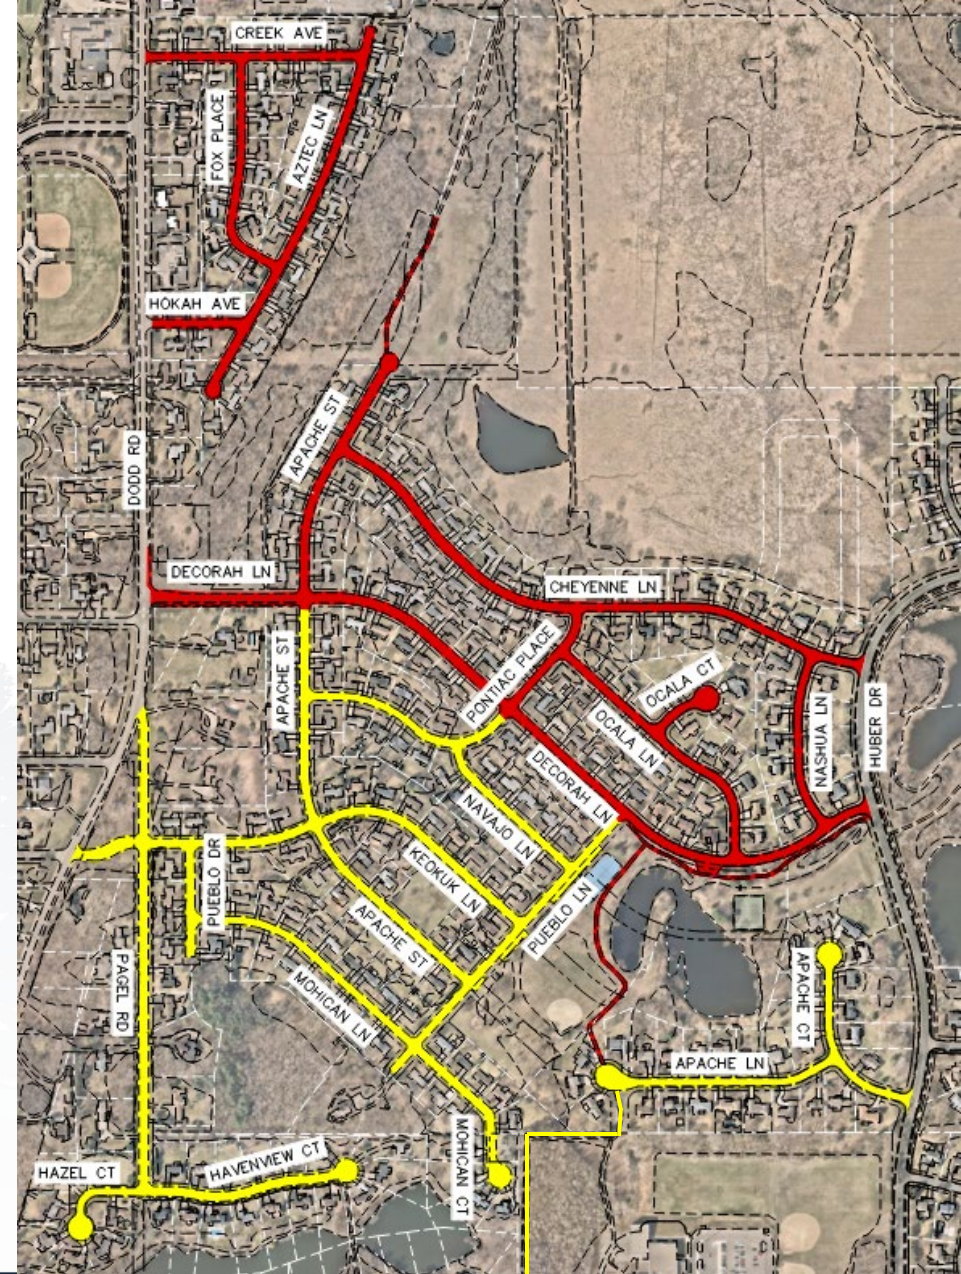 CREEK AVE
FOX PLACE
AZTEC LN
HOKAH AVE
APACHE ST
DODD RD
DECORAH LN
CHEYENNE LN
APACHE ST
PONTIAC PLACE
OCALA CT
OCALA LN
NASHUA LN
HUBER DR
DECORAH LN
NAVAJO LN
KEOKUK LN
PUEBLO DR
PUEBLO LN
APACHE ST
MOHICAN LN
PAGEL RD
APACHE CT
APACHE LN
MOHICAN CT
HAZEL CT
HAVENVIEW CT